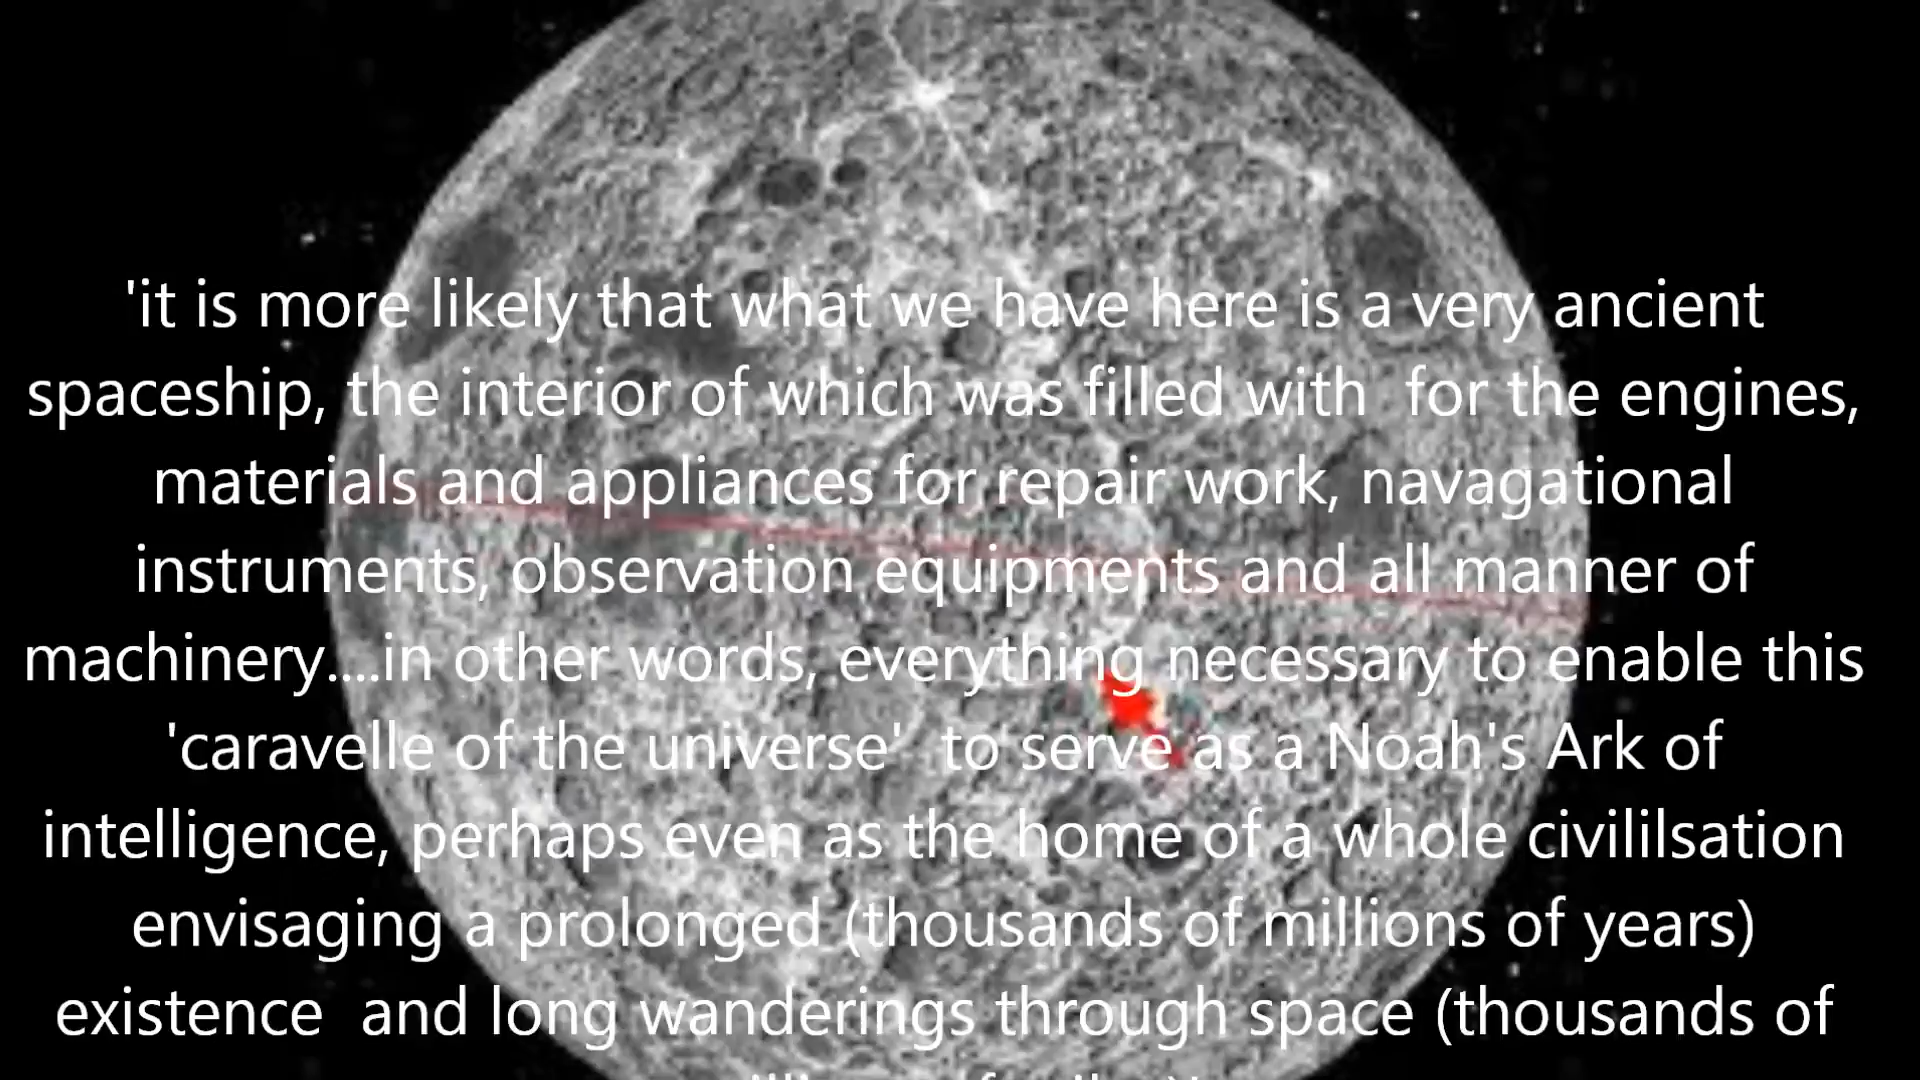 'it is more likely that what we have here is a very ancient
spaceship, the interior of which was filled with for the engines,
materials and appliances for repair work, navagational
instruments, observation equipments and all manner of
machinery....in other words, everything necessary to enable this
'caravelle of the universe' to serve as a Noah's Ark of
intelligence, perhaps even as the home of a whole civililsation
envisaging a prolonged (thousands of millions of years)
existence and long wanderings through space (thousands of